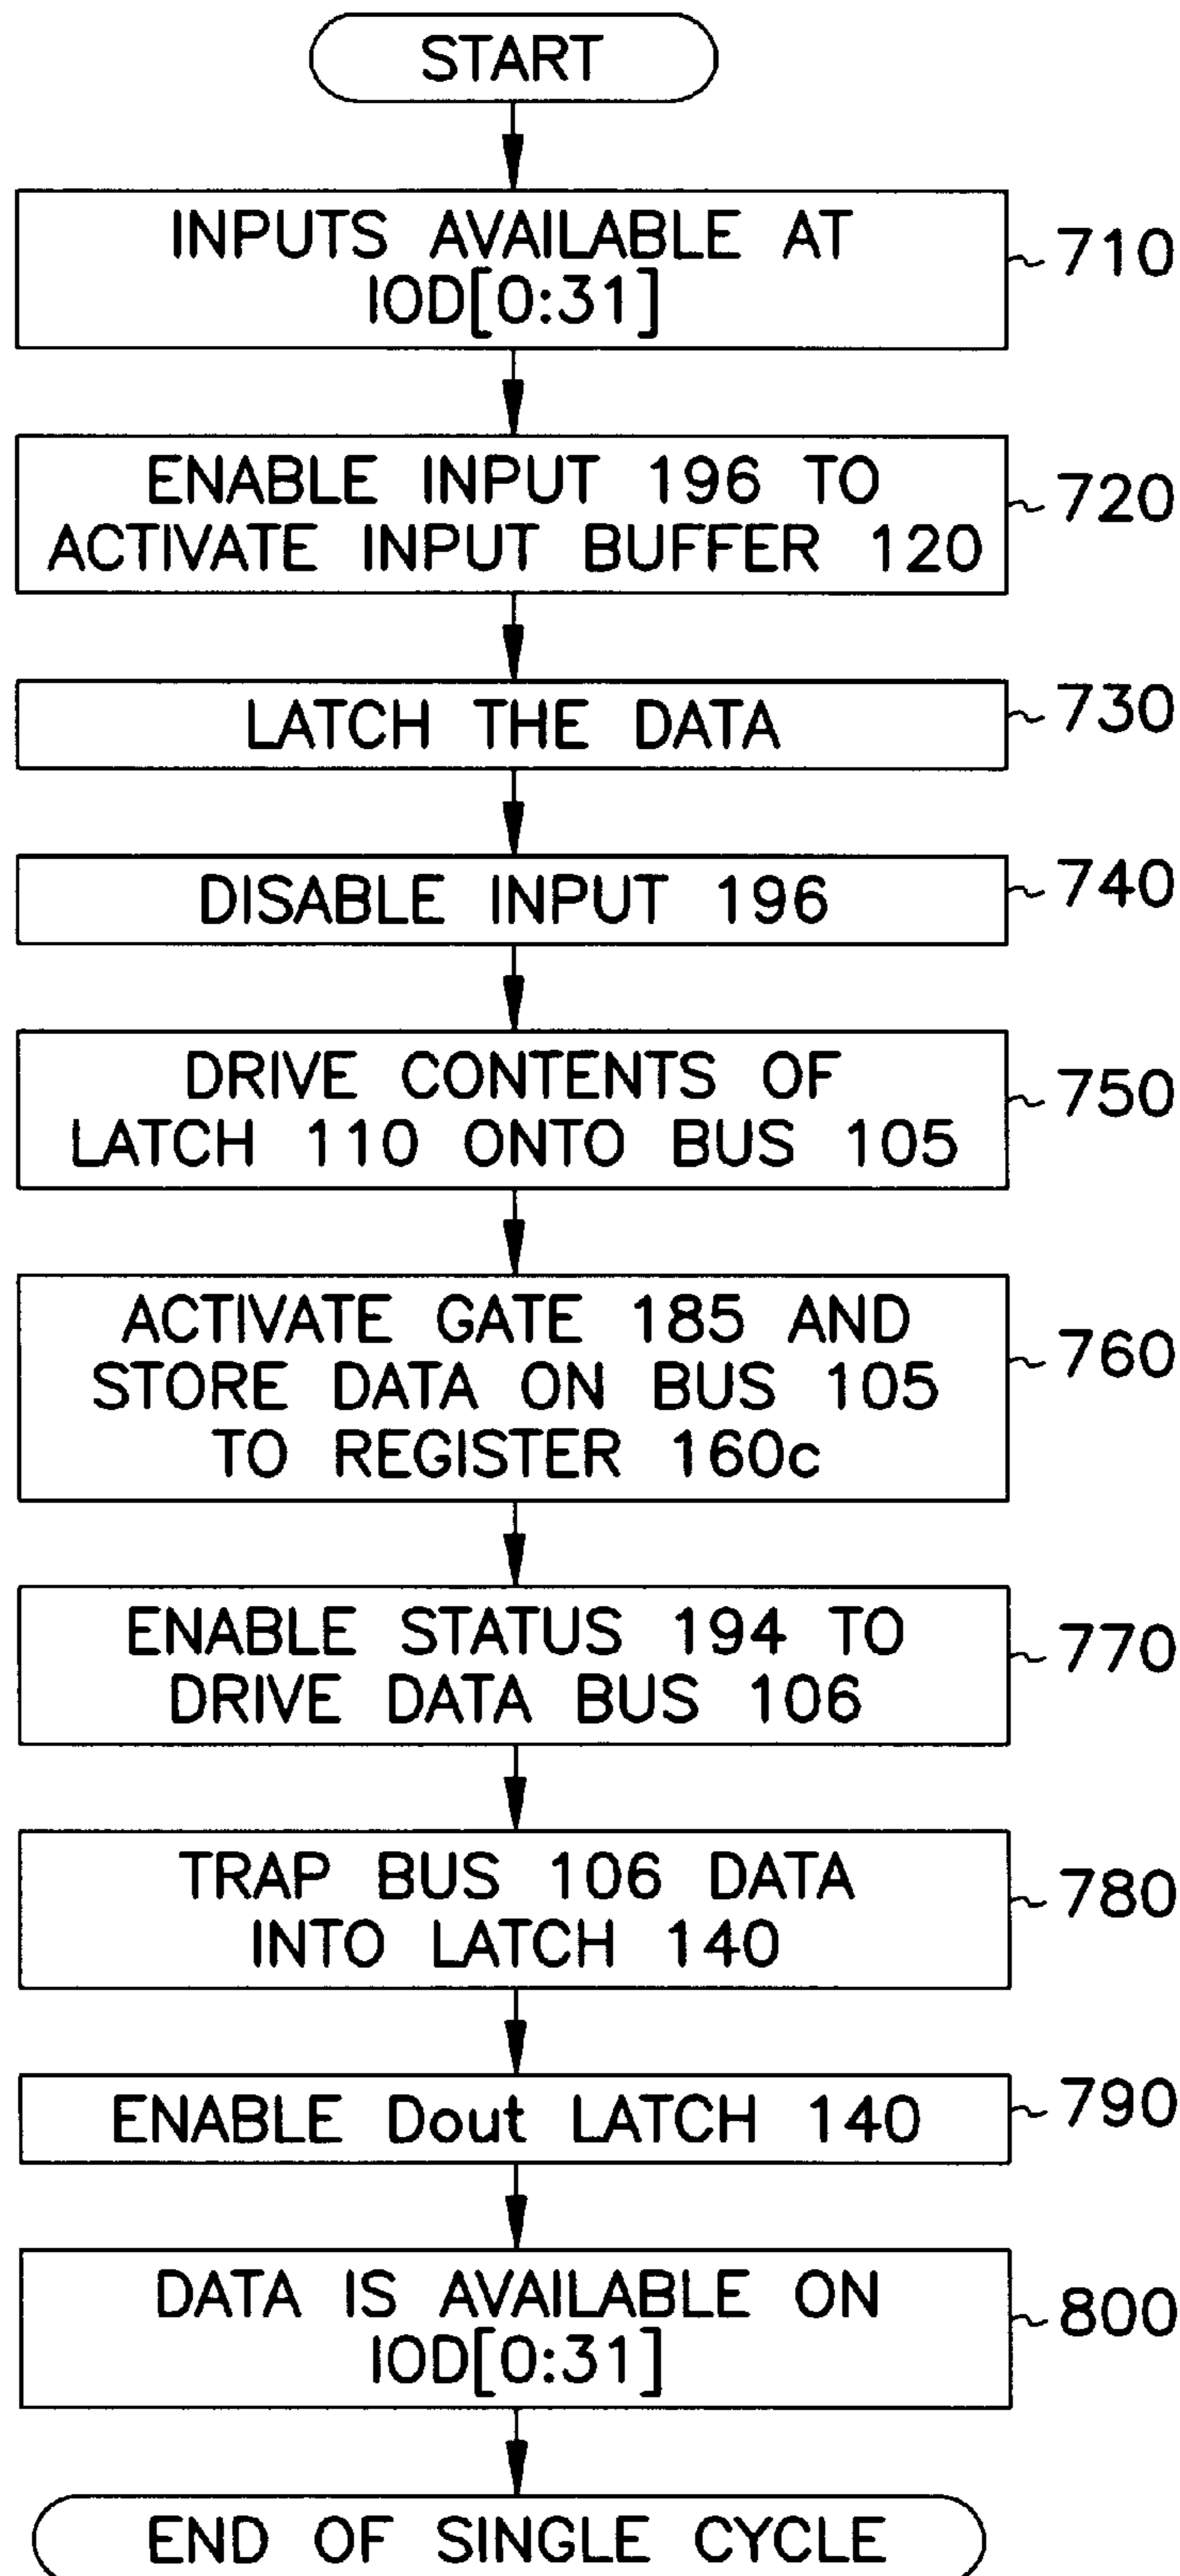 START
INPUTS AVAILABLE AT
IOD[0:31]
710
ENABLE INPUT 196 TO
ACTIVATE INPUT BUFFER 120
720
LATCH THE DATA
730
DISABLE INPUT 196
740
DRIVE CONTENTS OF
LATCH 110 ONTO BUS 105
750
ACTIVATE GATE 185 AND
STORE DATA ON BUS 105
TO REGISTER 160c
760
ENABLE STATUS 194 TO
DRIVE DATA BUS 106
770
TRAP BUS 106 DATA
INTO LATCH 140
780
ENABLE Dout LATCH 140
790
DATA IS AVAILABLE ON
IOD[0:31]
800
END OF SINGLE CYCLE